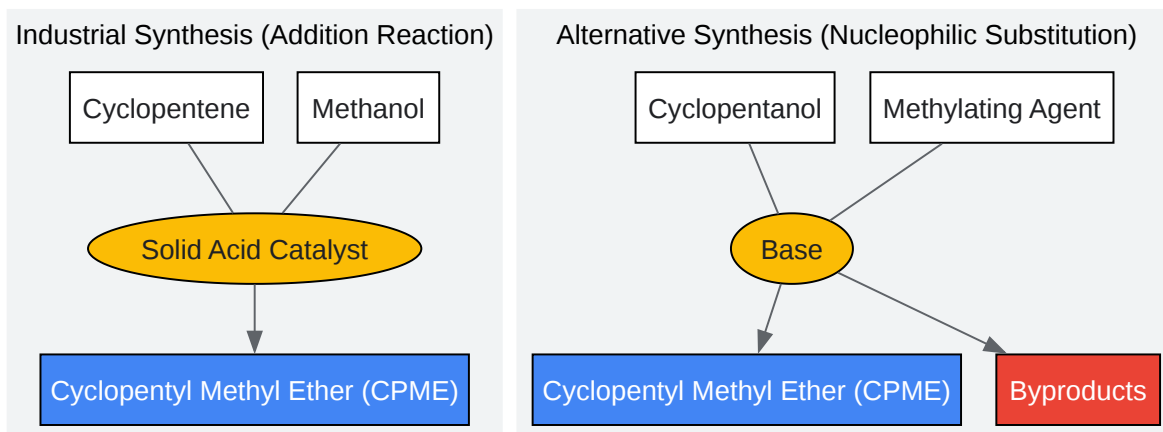 Industrial Synthesis (Addition Reaction)
Cyclopentene
Methanol
Solid Acid Catalyst
Cyclopentyl Methyl Ether (CPME)
Alternative Synthesis (Nucleophilic Substitution)
Cyclopentanol
Methylating Agent
Base
Cyclopentyl Methyl Ether (CPME)
Byproducts